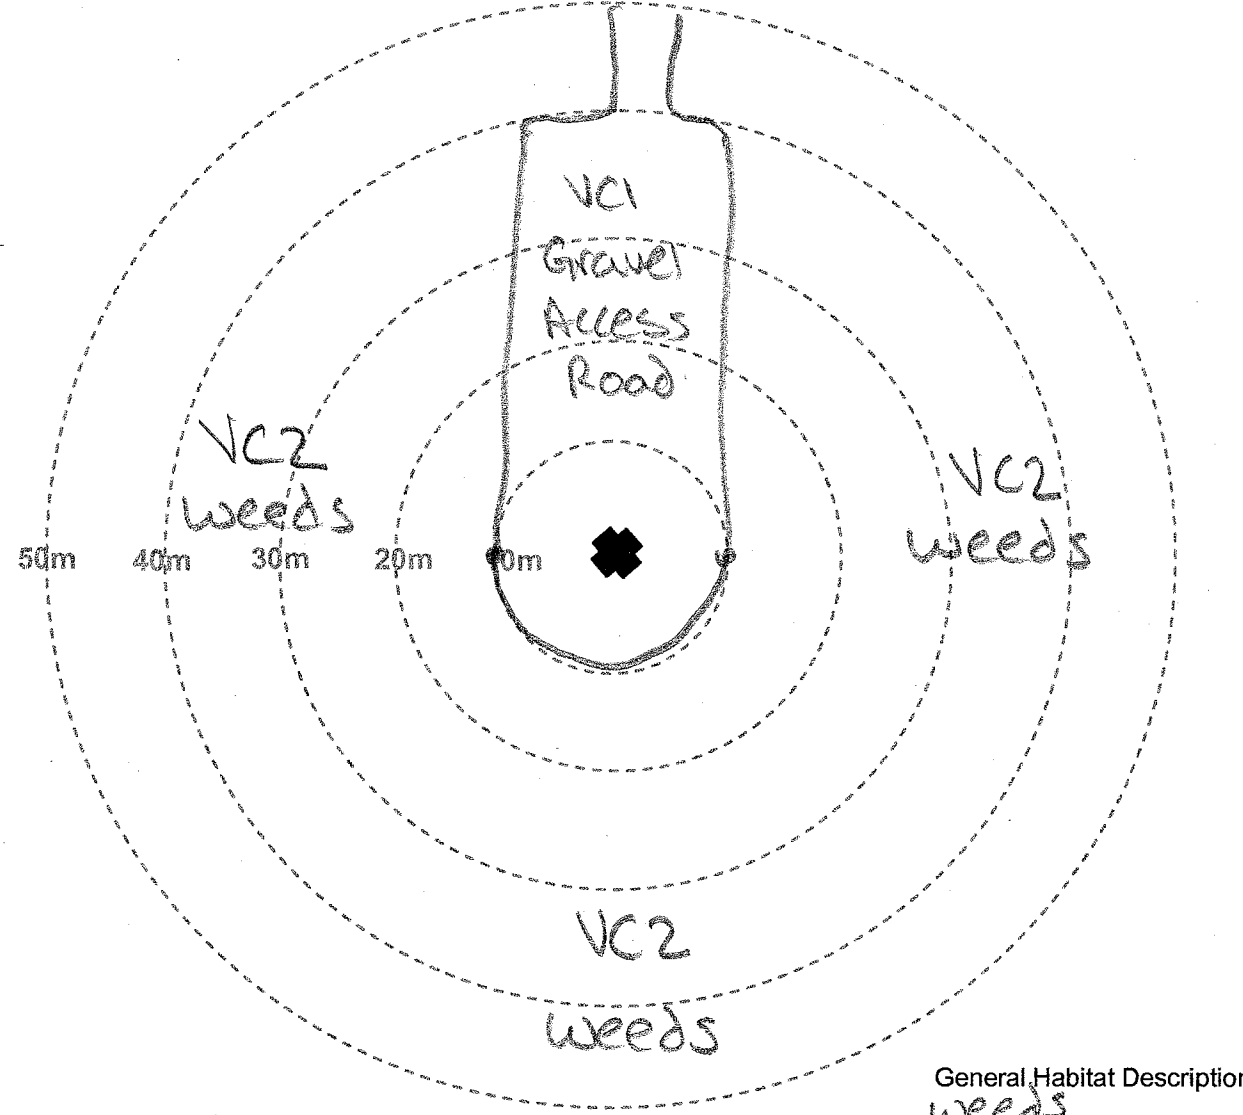 VC1
Gravel
Access
Road
VC2
weeds
VC2
weeds
50m 40m 30m 20m 10m
VC2
weeds
General Habitat Description
weeds